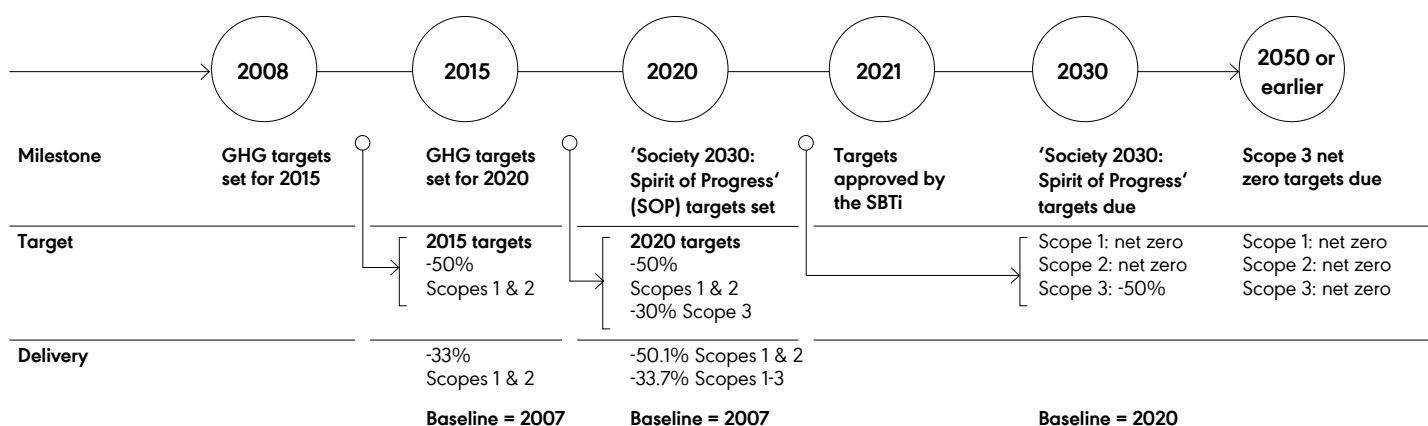 2008
2015
2020
2021
2030
2050 or
earlier
Milestone
GHG targets
set for 2015
GHG targets
set for 2020
‘Society 2030:
Spirit of Progress‘
(SOP) targets set
Targets
approved by
the SBTi
‘Society 2030:
Spirit of Progress‘
targets due
Scope 3 net
zero targets due
Target
2015 targets
-50%
Scopes 1 & 2
2020 targets
-50%
Scopes 1 & 2
-30% Scope 3
Scope 1: net zero
Scope 2: net zero
Scope 3: -50%
Scope 1: net zero
Scope 2: net zero
Scope 3: net zero
Delivery
-33%
Scopes 1 & 2
-50.1% Scopes 1 & 2
-33.7% Scopes 1-3
Baseline = 2007
Baseline = 2007
Baseline = 2020